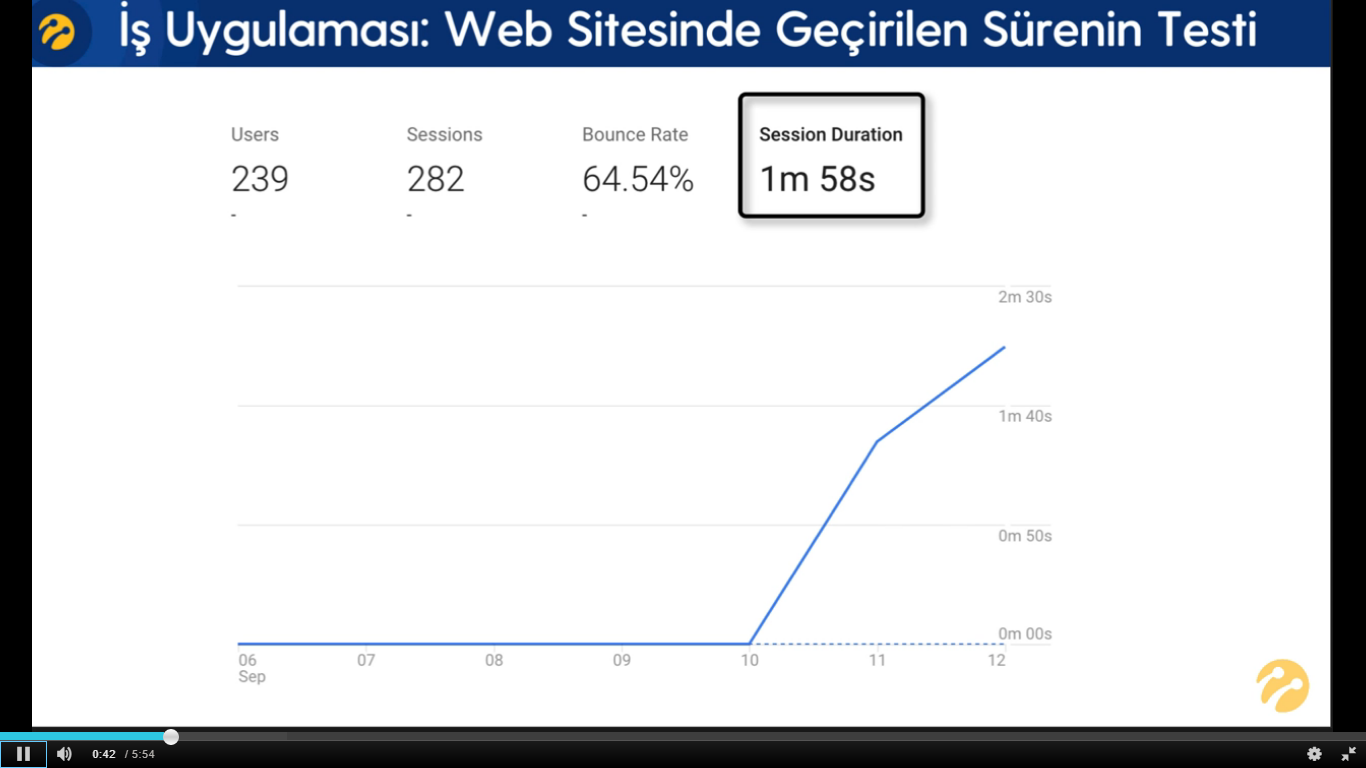 İş Uygulaması: Web Sitesinde Geçirilen Sürenin Testi
Users Sessions Bounce Rate Session Duration
239 282 64.54% 1m 58s
- - -
2m 30s
1m 40s
0m 50s
0m 00s
06 07 08 09 10 11 12
Sep
0:42 / 5:54